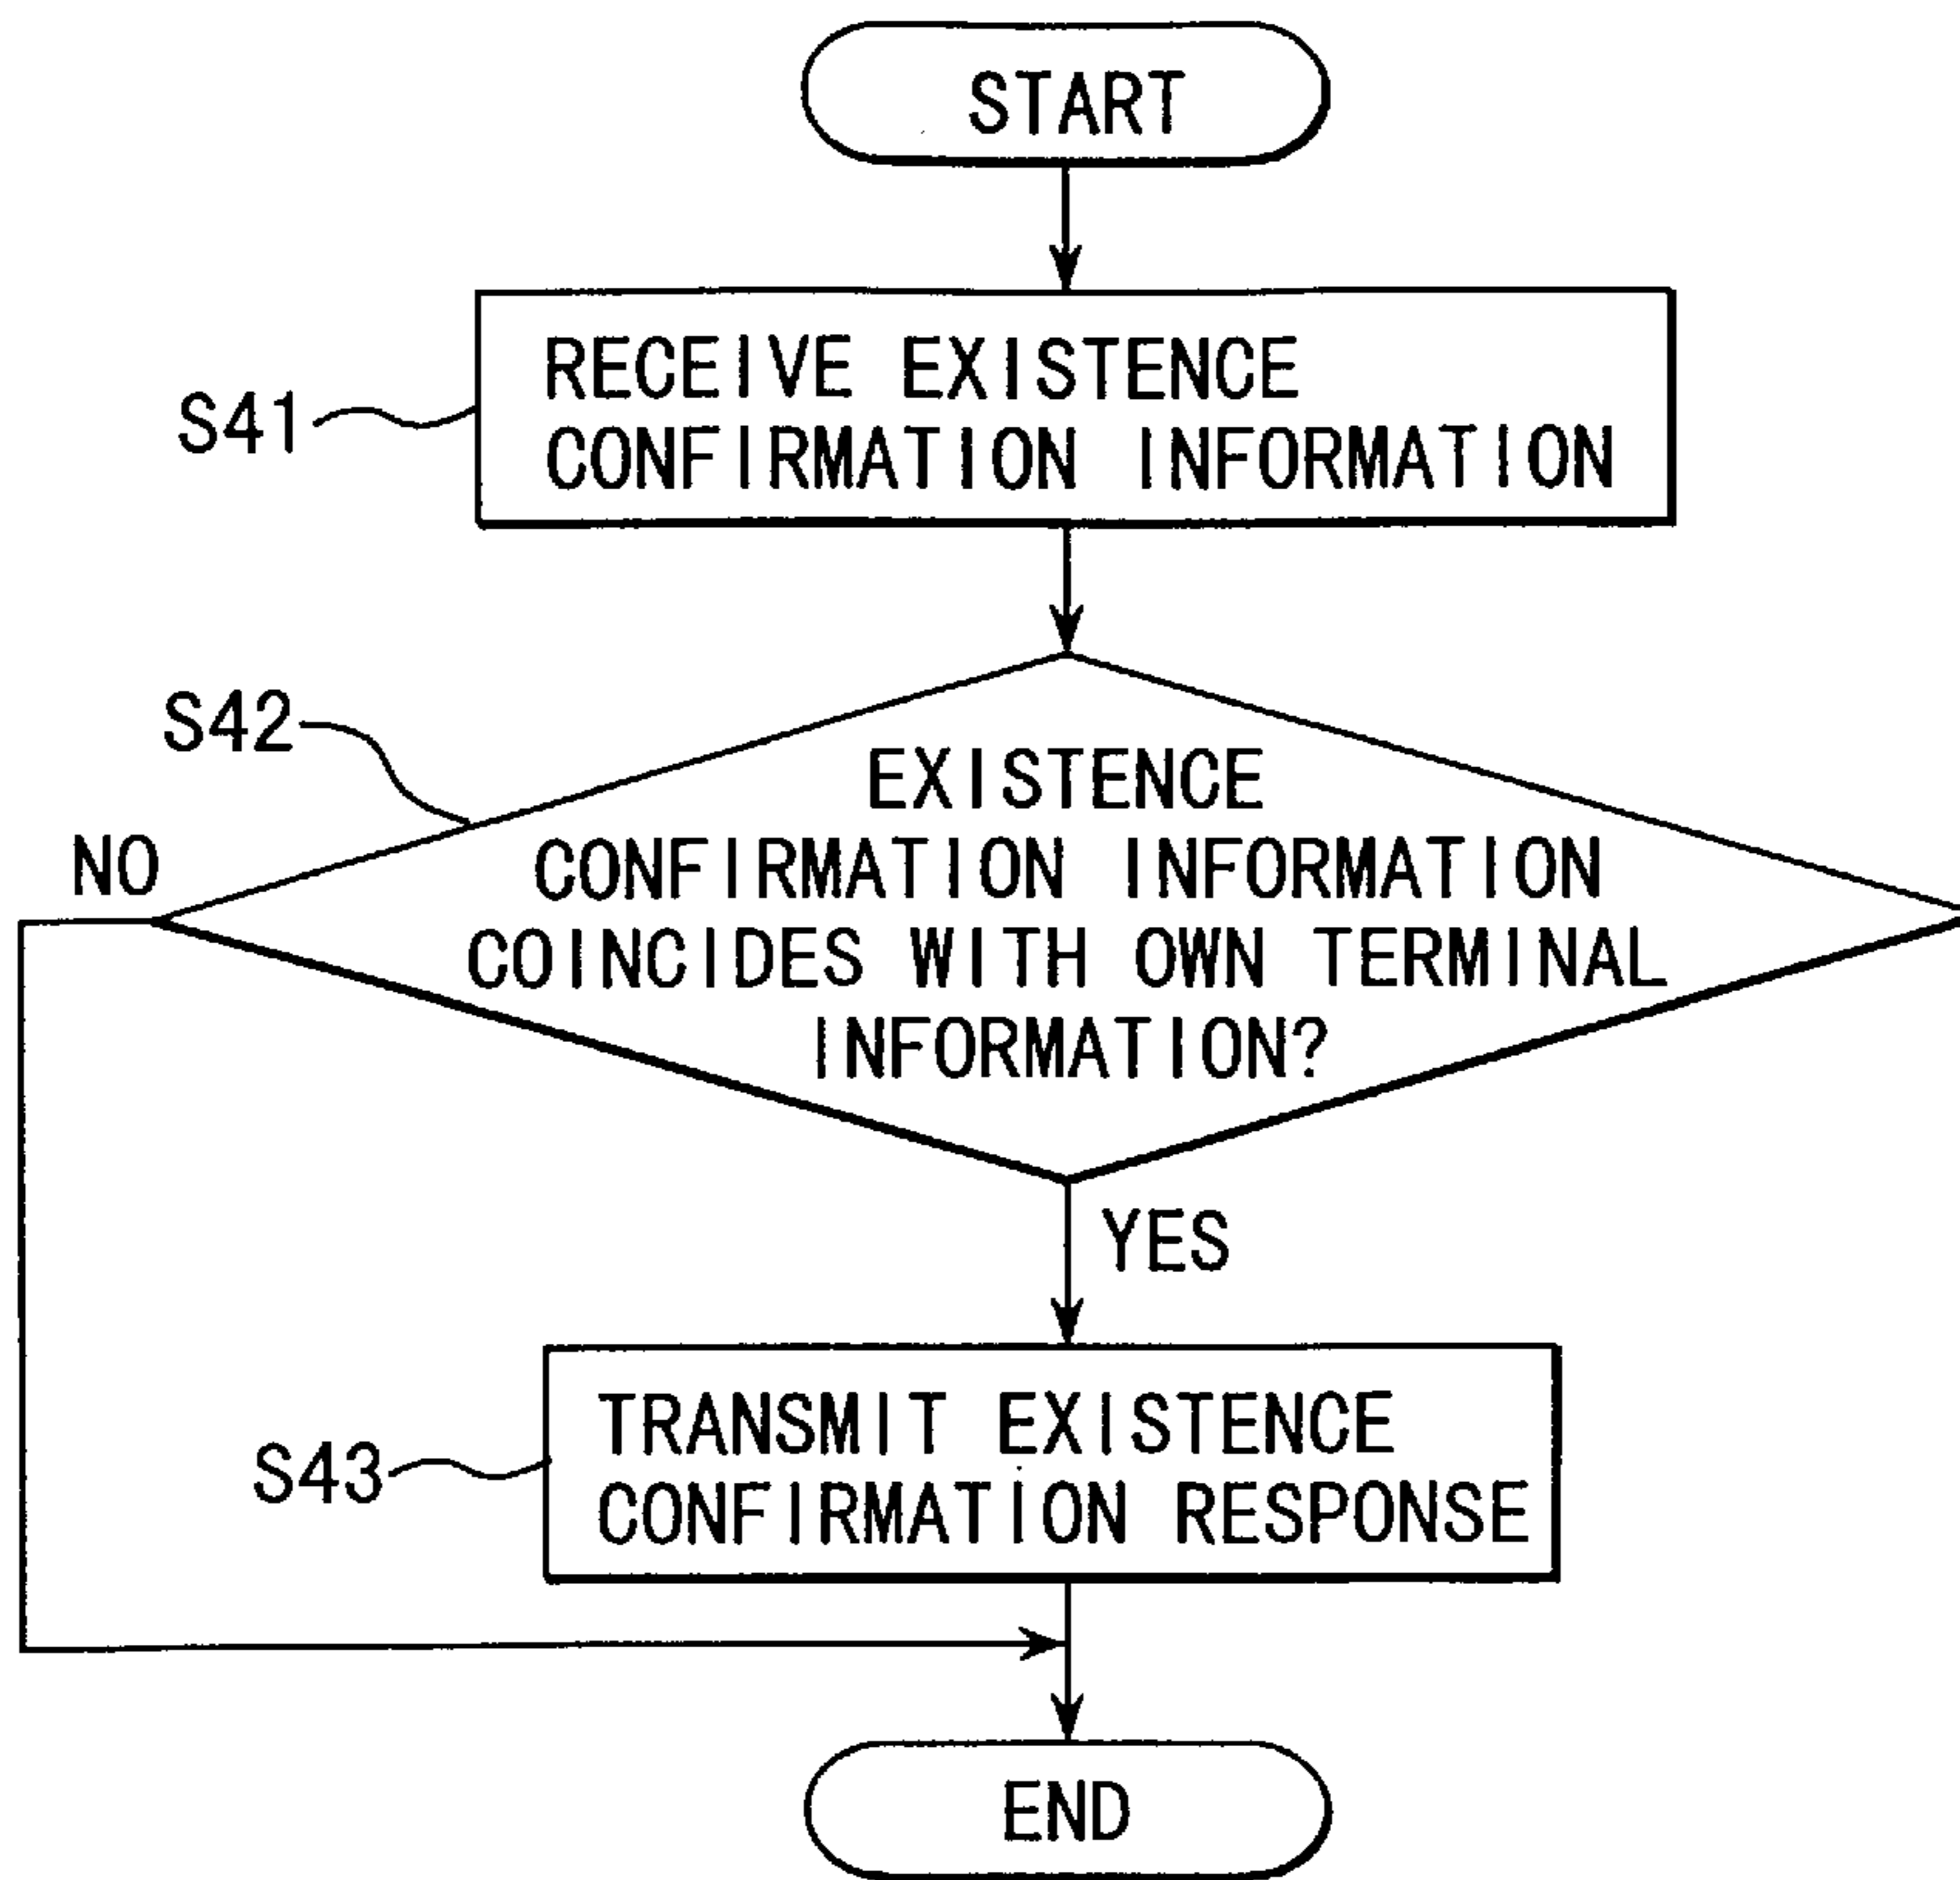 START
S41
RECEIVE EXISTENCE
CONFIRMATION INFORMATION
S42
NO
EXISTENCE
CONFIRMATION INFORMATION
COINCIDES WITH OWN TERMINAL
INFORMATION?
YES
S43
TRANSMIT EXISTENCE
CONFIRMATION RESPONSE
END